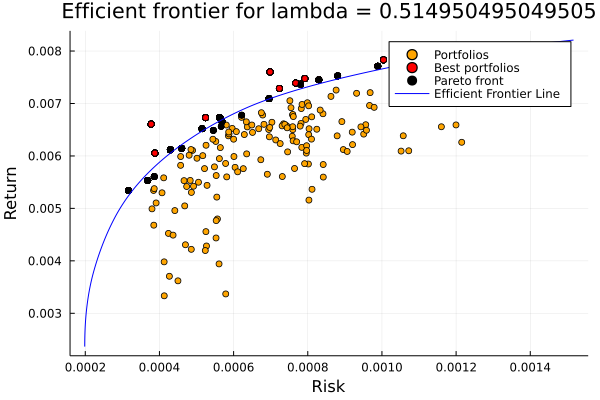 Efficient frontier for lambda = 0.514950495049505
Portfolios
Best portfolios
Pareto front
Efficient Frontier Line
Return
0.008
0.007
0.006
0.005
0.004
0.003
0.0002
0.0004
0.0006
0.0008
0.0010
0.0012
0.0014
Risk